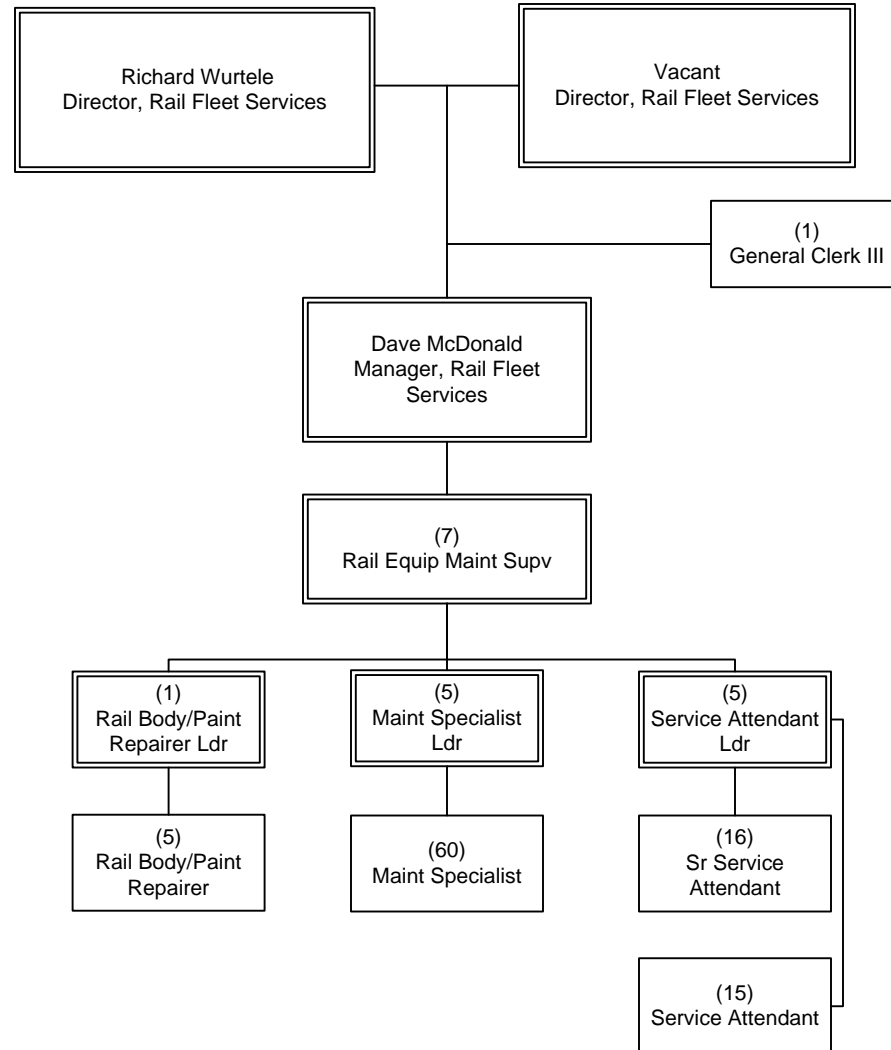 Richard Wurtele
Director, Rail Fleet Services
Vacant
Director, Rail Fleet Services
(1)
General Clerk III
Dave McDonald
Manager, Rail Fleet
Services
(7)
Rail Equip Maint Supv
(1)
Rail Body/Paint
Repairer Ldr
(5)
Maint Specialist
Ldr
(5)
Service Attendant
Ldr
(5)
Rail Body/Paint
Repairer
(60)
Maint Specialist
(16)
Sr Service
Attendant
(15)
Service Attendant